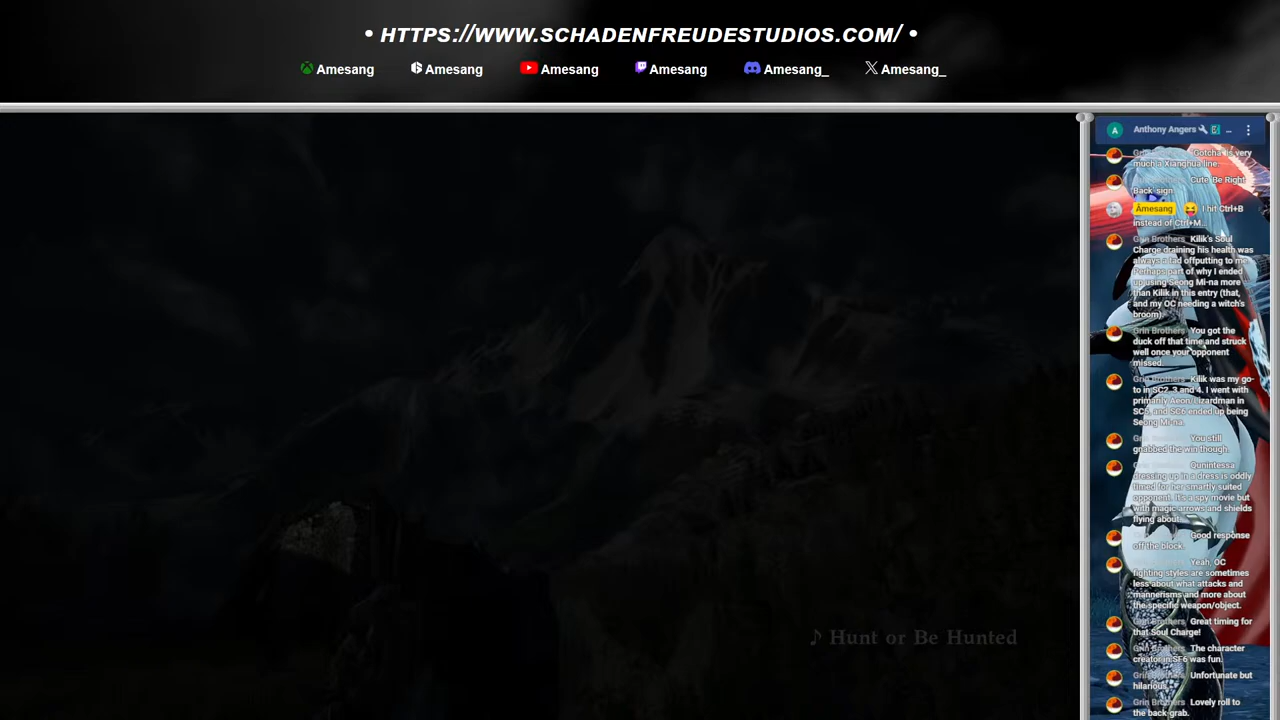 • HTTPS://WWW.SCHADENFREUDESTUDIOS.COM/ •
Amesang Amesang Amesang Amesang Amesang_ Amesang_
A Anthony Angers
Gotcha is very
much a Xianghua line.
Cute Be Right
Back sign.
Âmesang I hit Ctrl+B
instead of Ctrl+M...
Grin Brothers Kilik's Soul
Charge draining his health was
always a tad offputting to me.
Perhaps part of why I ended
up using Seong Mi-na more
than Kilik in this entry (that,
and my OC needing a witch's
broom)
Grin Brothers You got the
duck off that time and struck
well once your opponent
missed.
Grin Brothers Kilik was my go-
to in SC2, 3 and 4. I went with
primarily Aeon/Lizardman in
SC5, and SC6 ended up being
Seong Mi-na.
You still
grabbed the win though.
Qunintessa
dressing up in a dress is oddly
timed for her smartly suited
opponent. It's a spy movie but
with magic arrows and shields
flying about.
Good response
off the block.
Yeah, OC
fighting styles are sometimes
less about what attacks and
mannerisms and more about
the specific weapon/object.
Grin Brothers Great timing for
that Soul Charge!
Grin Brothers The character
creator in SF6 was fun.
Grin Brothers Unfortunate but
hilarious.
Grin Brothers Lovely roll to
the back grab.
♪ Hunt or Be Hunted